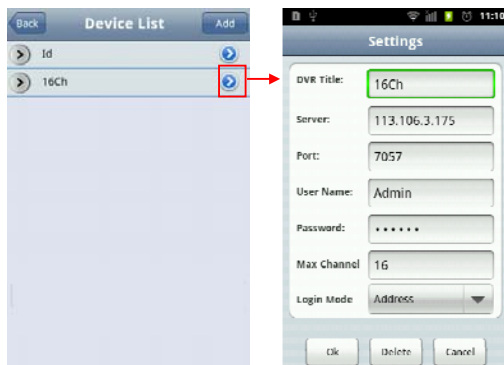 Back Device List Add
Id
16Ch
11:10
Settings
DVR Title: 16Ch
Server: 113.106.3.175
Port: 7057
User Name: Admin
Password: ••••••
Max Channel 16
Login Mode Address
Ok Delete Cancel